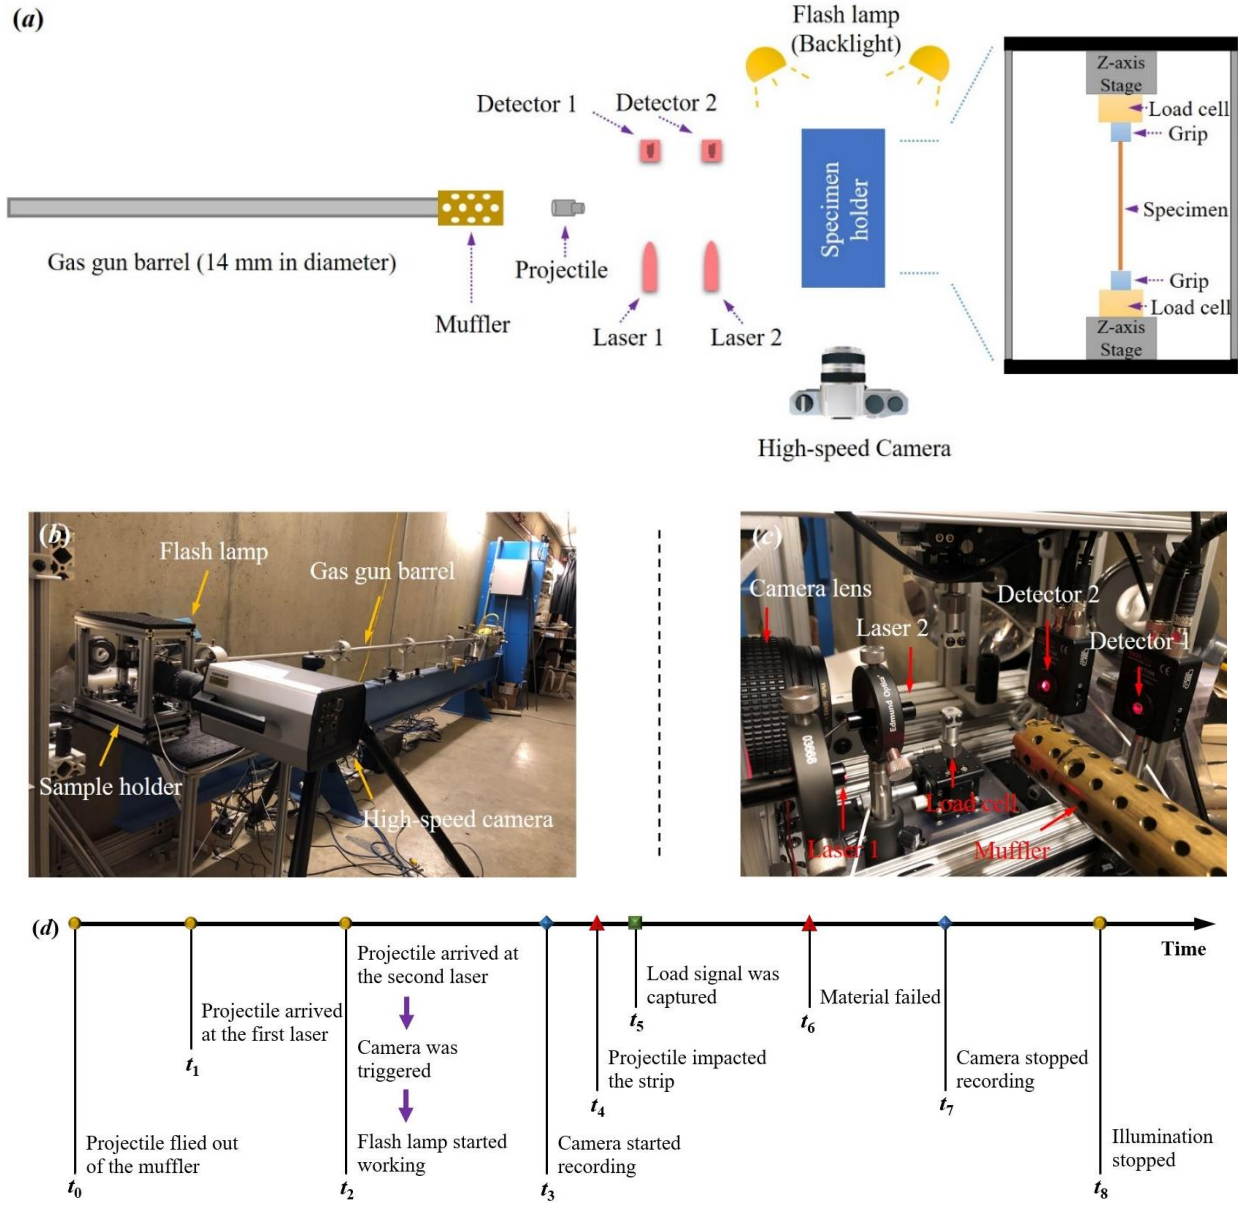 (a)
Flash lamp
(Backlight)
Detector 1
Detector 2
Gas gun barrel (14 mm in diameter)
Muffler
Projectile
Laser 1
Laser 2
Specimen
holder
High-speed Camera
Z-axis
Stage
Load cell
Grip
Specimen
Grip
Load cell
Z-axis
Stage
(b)
Flash lamp
Gas gun barrel
Sample holder
High-speed camera
(c)
Camera lens
Laser 2
Detector 2
Detector 1
Edmund Optics
Load cell
Laser 1
Muffler
(d)
Time
Projectile flied out
of the muffler
t0
Projectile arrived
at the first laser
t1
Projectile arrived at
the second laser
Camera was
triggered
Flash lamp started
working
t2
Camera started
recording
t3
Projectile impacted
the strip
t4
Load signal was
captured
t5
Material failed
t6
Camera stopped
recording
t7
Illumination
stopped
t8